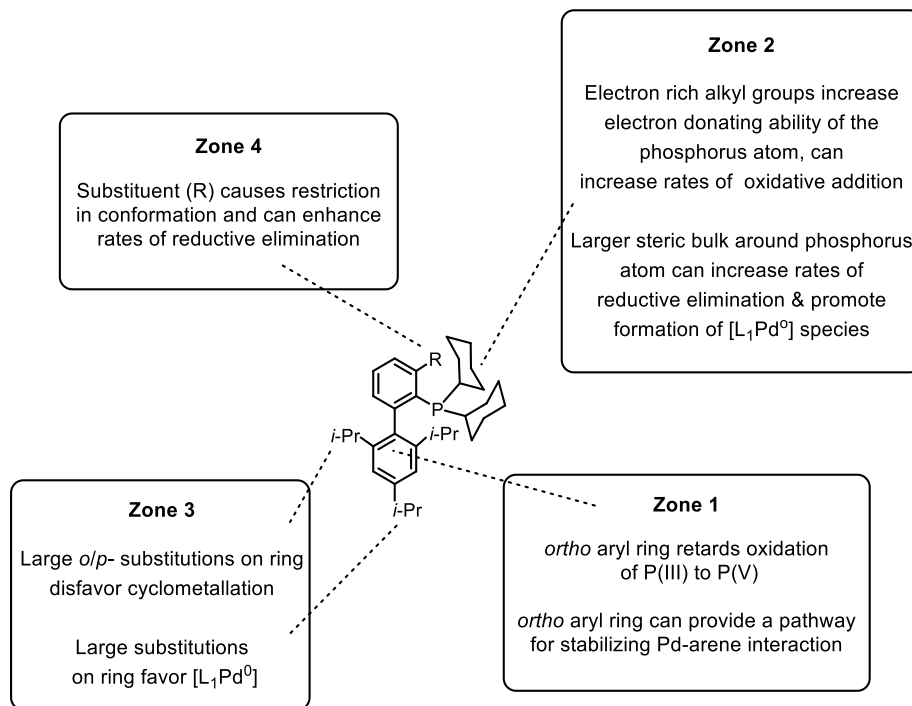 Zone 2
Electron rich alkyl groups increase
electron donating ability of the
phosphorus atom, can
increase rates of oxidative addition
Larger steric bulk around phosphorus
atom can increase rates of
reductive elimination & promote
formation of [L₁Pdᵒ] species
Zone 4
Substituent (R) causes restriction
in conformation and can enhance
rates of reductive elimination
R
P
i-Pr
i-Pr
i-Pr
Zone 3
Large o/p- substitutions on ring
disfavor cyclometallation
Large substitutions
on ring favor [L₁Pd⁰]
Zone 1
ortho aryl ring retards oxidation
of P(III) to P(V)
ortho aryl ring can provide a pathway
for stabilizing Pd-arene interaction